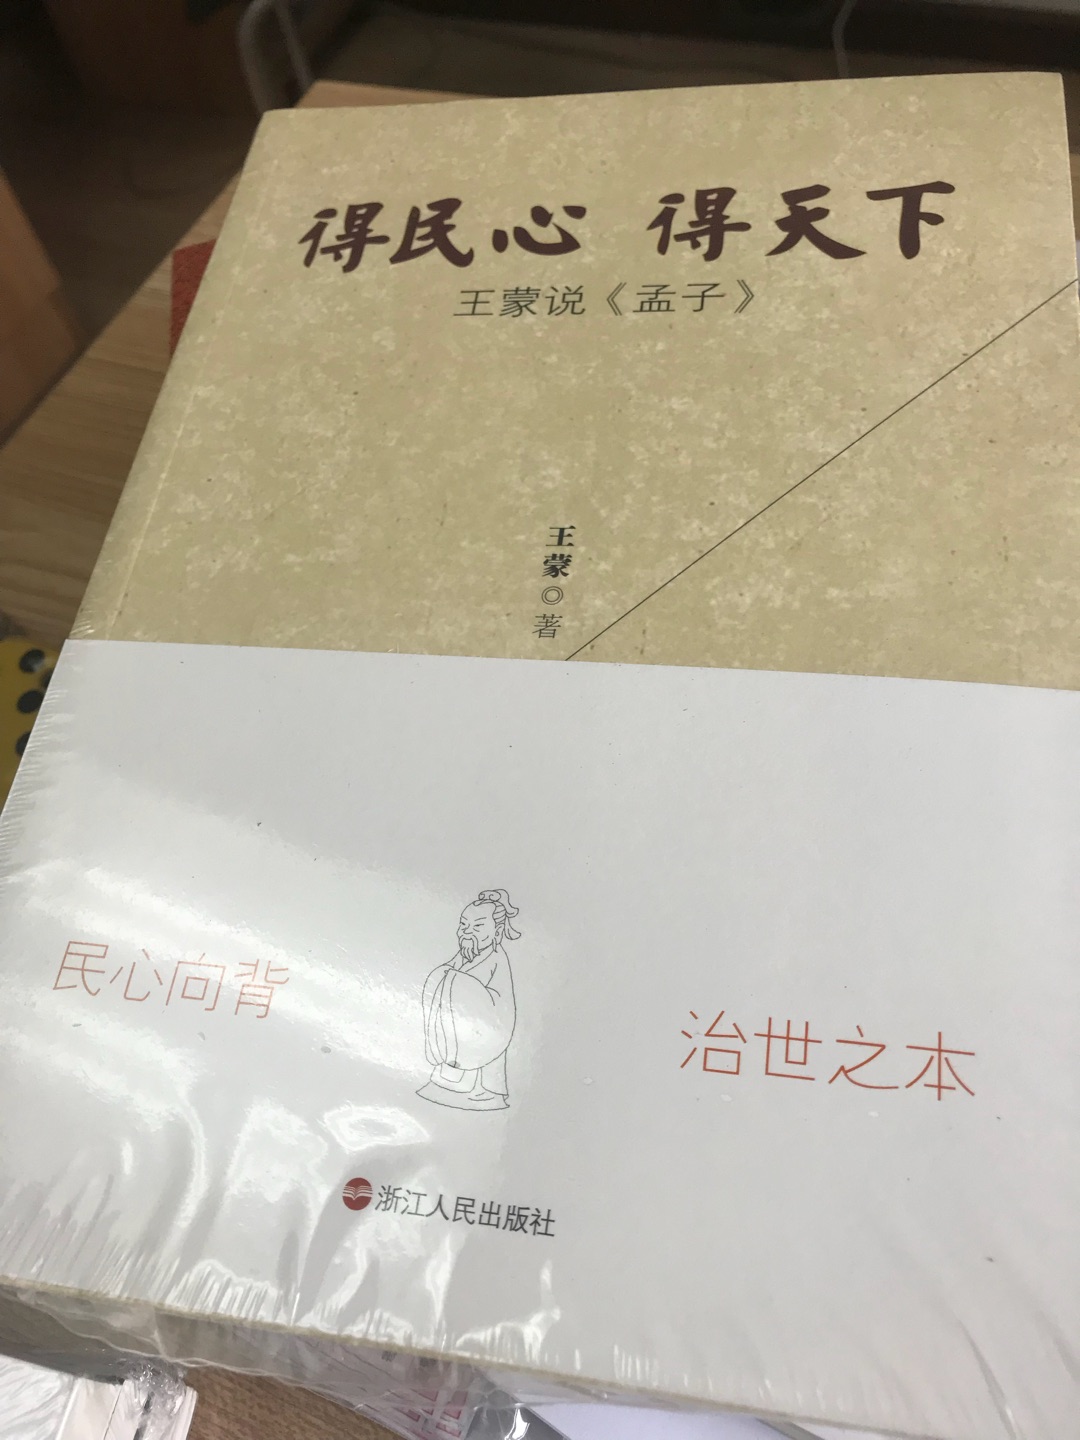 得民心 得天下
王蒙说《孟子》
王蒙◎著
民心向背
治世之本
浙江人民出版社